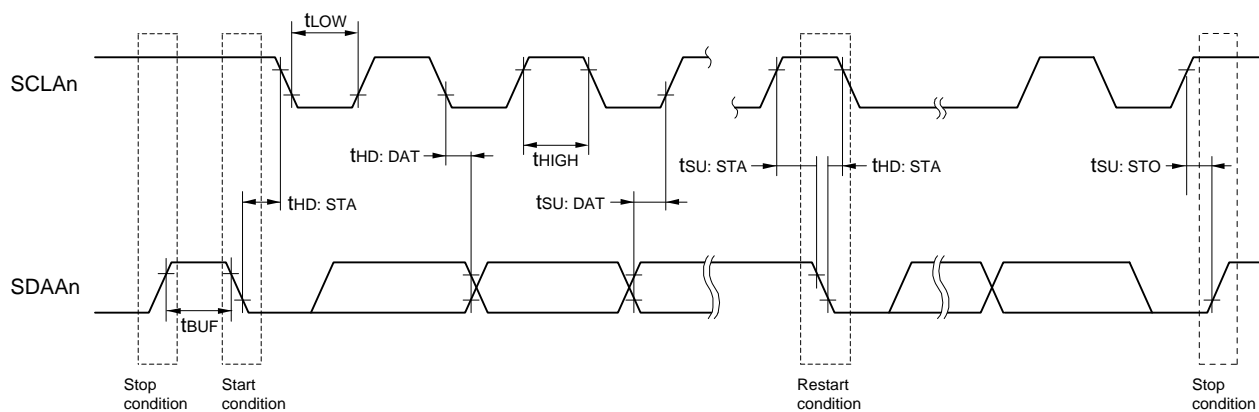 tLOW
SCLAn
tHD: DAT
tHIGH
tSU: STA
tHD: STA
tSU: STO
tHD: STA
tSU: DAT
SDAAn
tBUF
Stop
condition
Start
condition
Restart
condition
Stop
condition